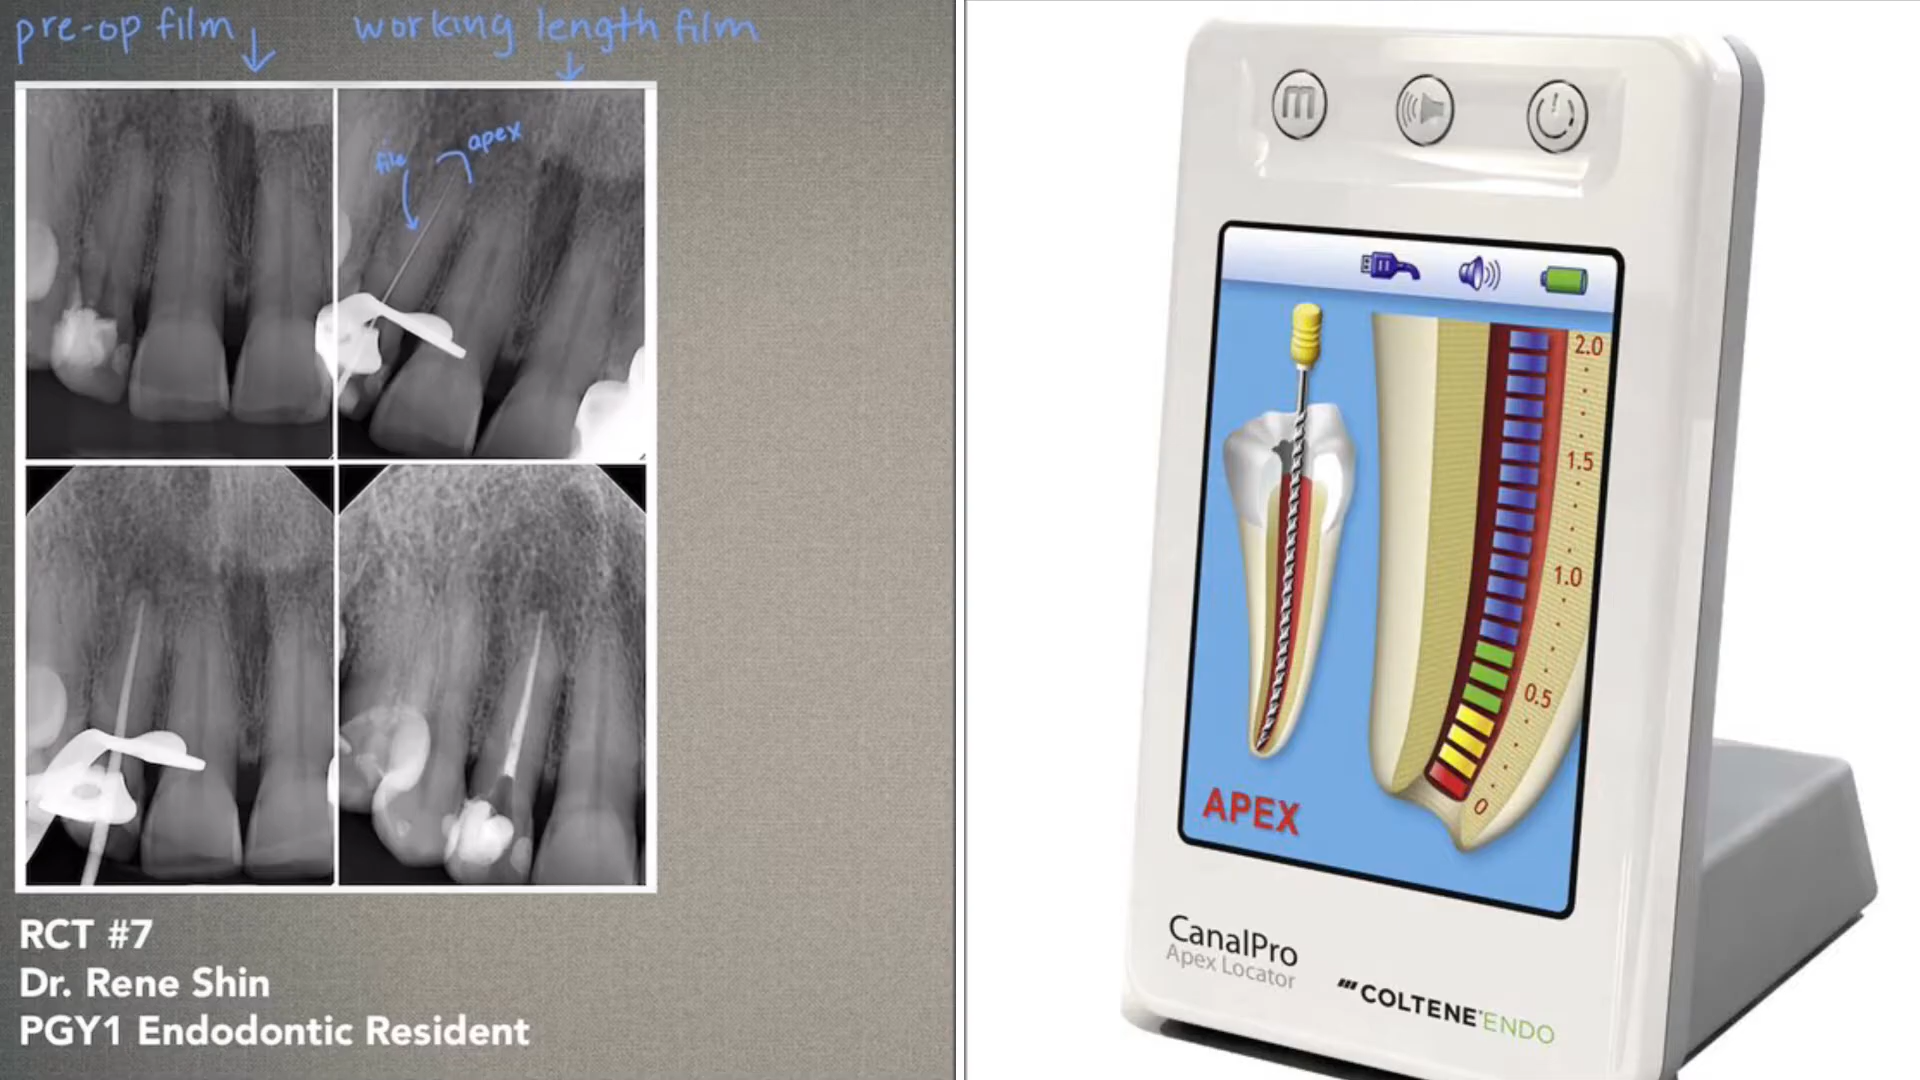 pre-op film
working length film
file
apex
RCT #7
Dr. Rene Shin
PGY1 Endodontic Resident
m
2.0
1.5
1.0
0.5
0
APEX
CanalPro
Apex Locator
COLTENE ENDO